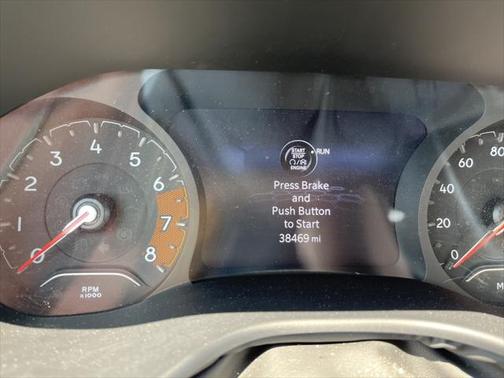 START
STOP
ENGINE
RUN
Press Brake
and
Push Button
to Start
38469 mi
0
1
2
3
4
5
6
7
8
RPM
x1000
0
20
40
60
80
M